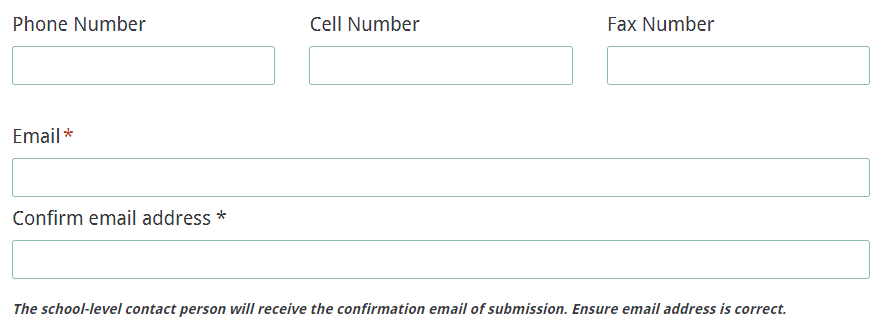 Phone Number Cell Number Fax Number
Email *
Confirm email address *
The school-level contact person will receive the confirmation email of submission. Ensure email address is correct.